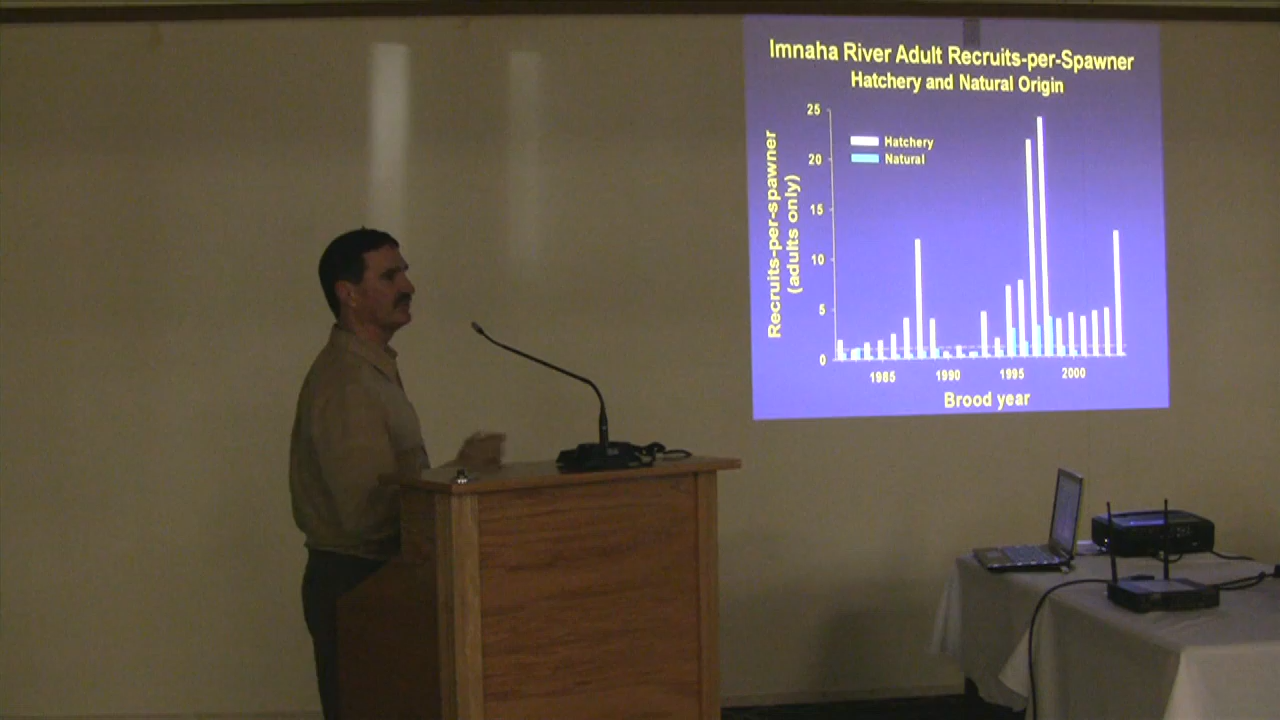 Imnaha River Adult Recruits-per-Spawner
Hatchery and Natural Origin
Recruits-per-spawner
(adults only)
25
20
15
10
5
0
Hatchery
Natural
1985 1990 1995 2000
Brood year